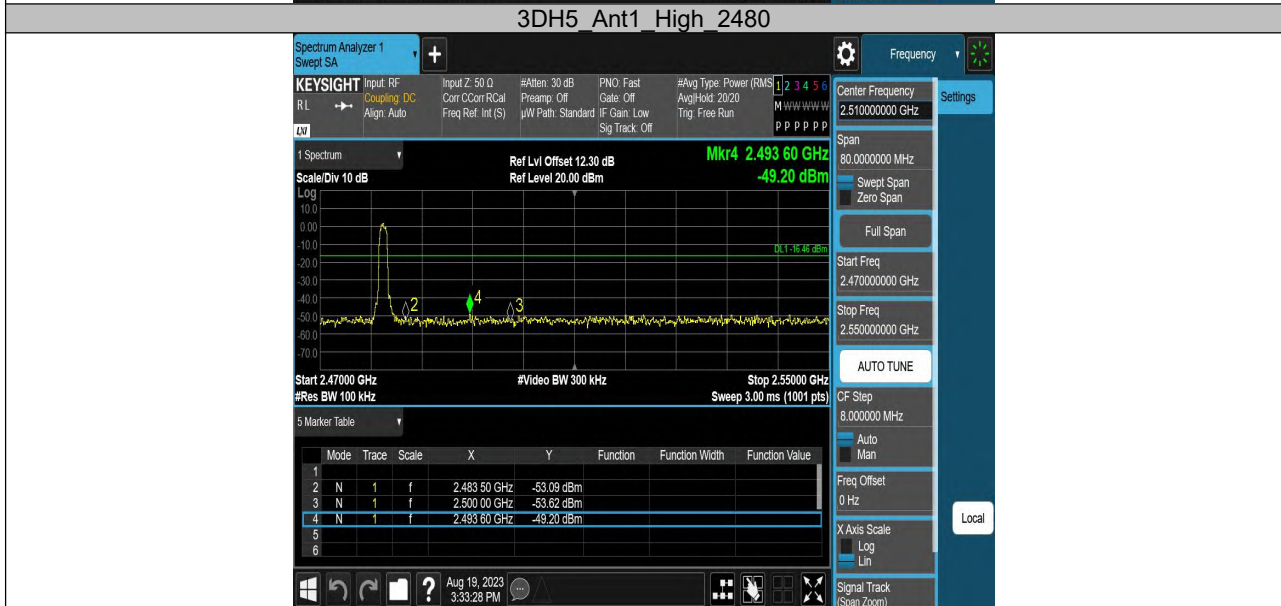 3DH5_Ant1_High_2480
Spectrum Analyzer 1
Swept SA
+
Frequency
KEYSIGHT
RL
LXI
Input: RF
Coupling: DC
Align: Auto
Input Z: 50 Ω
Corr CCorr RCal
Freq Ref: Int (S)
#Atten: 30 dB
Preamp: Off
µW Path: Standard
PNO: Fast
Gate: Off
IF Gain: Low
Sig Track: Off
#Avg Type: Power (RMS
Avg|Hold: 20/20
Trig: Free Run
1 2 3 4 5 6
M W W W W W
P P P P P P
Center Frequency
2.510000000 GHz
Settings
1 Spectrum
Scale/Div 10 dB
Ref Lvl Offset 12.30 dB
Ref Level 20.00 dBm
Mkr4 2.493 60 GHz
-49.20 dBm
Log
10.0
0.00
-10.0
-20.0
-30.0
-40.0
-50.0
-60.0
-70.0
DL1 -16.46 dBm
2
4
3
Start 2.47000 GHz
#Res BW 100 kHz
#Video BW 300 kHz
Stop 2.55000 GHz
Sweep 3.00 ms (1001 pts)
Span
80.0000000 MHz
Swept Span
Zero Span
Full Span
Start Freq
2.470000000 GHz
Stop Freq
2.550000000 GHz
AUTO TUNE
CF Step
8.000000 MHz
Auto
Man
Freq Offset
0 Hz
X Axis Scale
Log
Lin
Signal Track
(Span Zoom)
Local
5 Marker Table
Mode Trace Scale X Y Function Function Width Function Value
1
2 N 1 f 2.483 50 GHz -53.09 dBm
3 N 1 f 2.500 00 GHz -53.62 dBm
4 N 1 f 2.493 60 GHz -49.20 dBm
5
6
?
Aug 19, 2023
3:33:28 PM